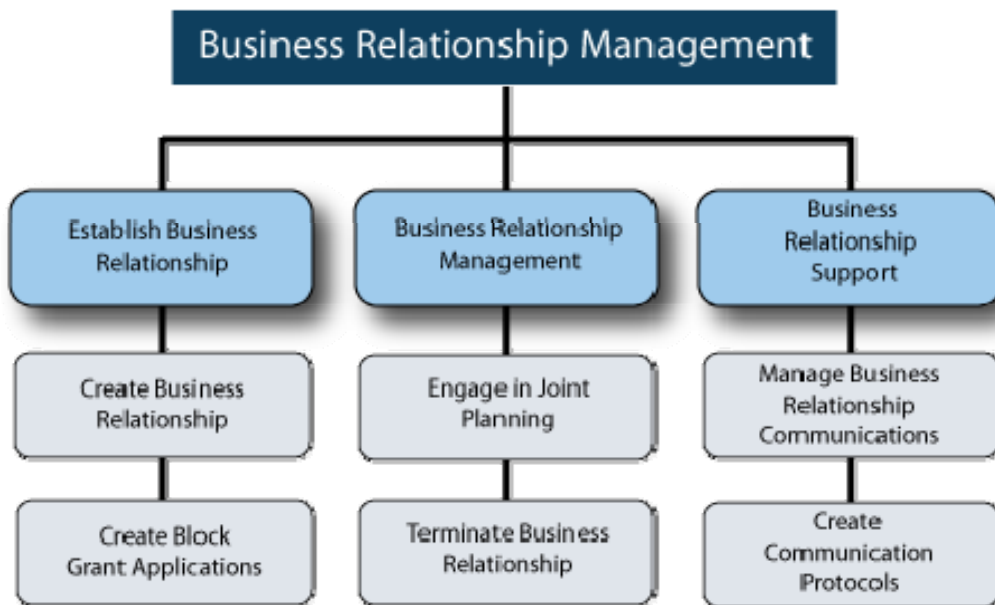 Business Relationship Management
Establish Business
Relationship
Business Relationship
Management
Business
Relationship
Support
Create Business
Relationship
Engage in Joint
Planning
Manage Business
Relationship
Communications
Create Block
Grant Applications
Terminate Business
Relationship
Create
Communication
Protocols